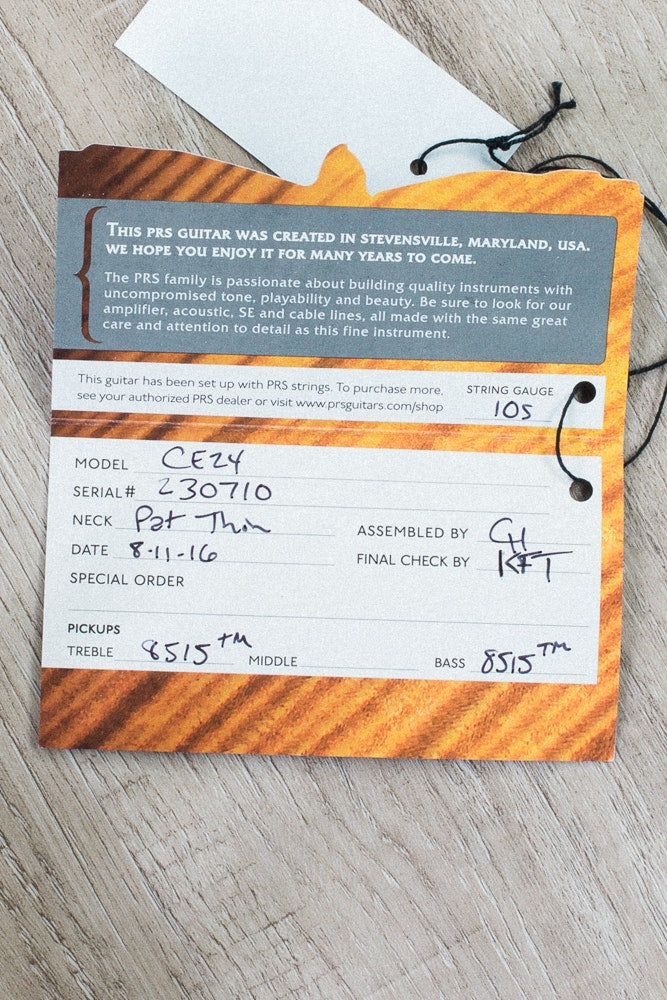 THIS PRS GUITAR WAS CREATED IN STEVENSVILLE, MARYLAND, USA.
WE HOPE YOU ENJOY IT FOR MANY YEARS TO COME.
The PRS family is passionate about building quality instruments with
uncompromised tone, playability and beauty. Be sure to look for our
amplifier, acoustic, SE and cable lines, all made with the same great
care and attention to detail as this fine instrument.
This guitar has been set up with PRS strings. To purchase more,
see your authorized PRS dealer or visit www.prsguitars.com/shop
STRING GAUGE
10s
MODEL CE24
SERIAL# 230710
NECK Pat Thin
ASSEMBLED BY CH
DATE 8-11-16
FINAL CHECK BY KFT
SPECIAL ORDER
PICKUPS
TREBLE 8515™ MIDDLE BASS 8515™